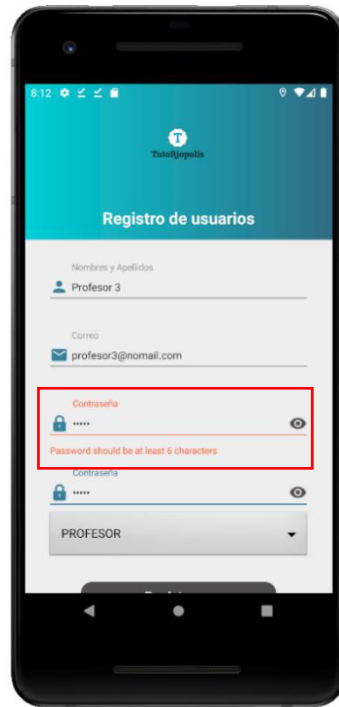 8:12
T
TutoRjopolis
Registro de usuarios
Nombres y Apellidos
Profesor 3
Correo
profesor3@nomail.com
Contraseña
•••••
Password should be at least 6 characters
Contraseña
•••••
PROFESOR